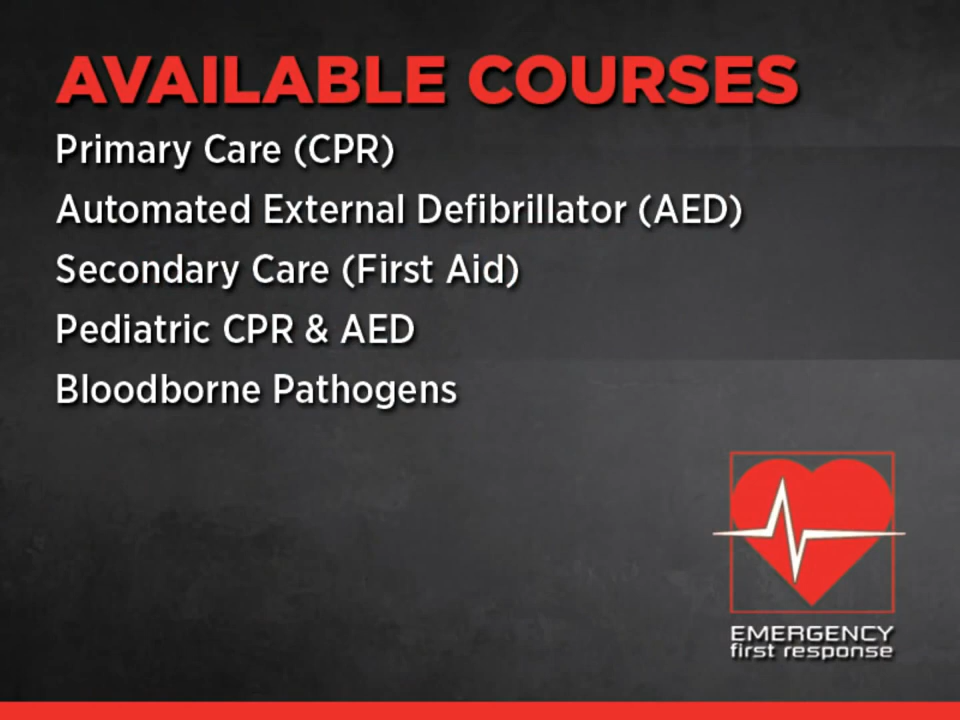 AVAILABLE COURSES
Primary Care (CPR)
Automated External Defibrillator (AED)
Secondary Care (First Aid)
Pediatric CPR & AED
Bloodborne Pathogens
EMERGENCY
first response